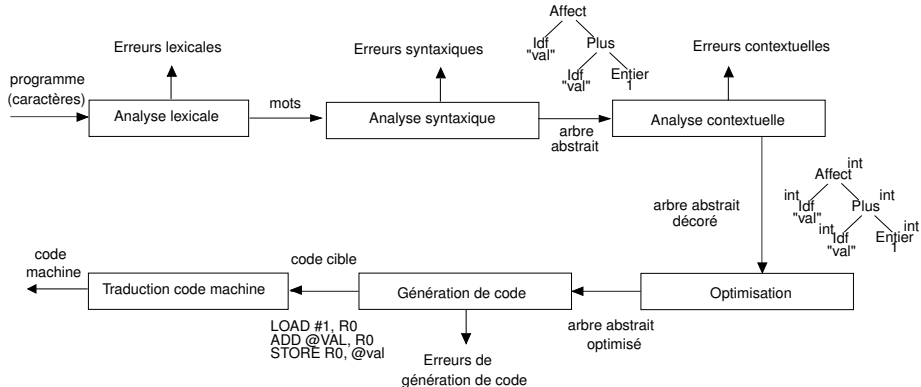 Affect
Erreurs lexicales
Erreurs syntaxiques
Idf
"val"
Plus
Erreurs contextuelles
Idf
"val"
Entier
1
programme
(caractères)
Analyse lexicale
mots
Analyse syntaxique
arbre
abstrait
Analyse contextuelle
int
Affect
int
Idf
"val"
Plus
int
int
Idf
"val"
Entier
1
int
arbre abstrait
décoré
code
machine
Traduction code machine
code cible
Génération de code
Optimisation
LOAD #1, R0
ADD @VAL, R0
STORE R0, @val
arbre abstrait
optimisé
Erreurs de
génération de code